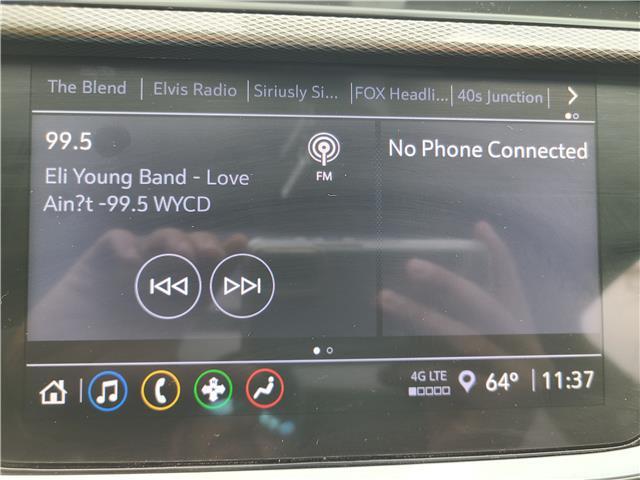 The Blend | Elvis Radio | Siriusly Si... | FOX Headli... | 40s Junction |
99.5
FM
Eli Young Band - Love
Ain?t -99.5 WYCD
No Phone Connected
4G LTE
64° | 11:37